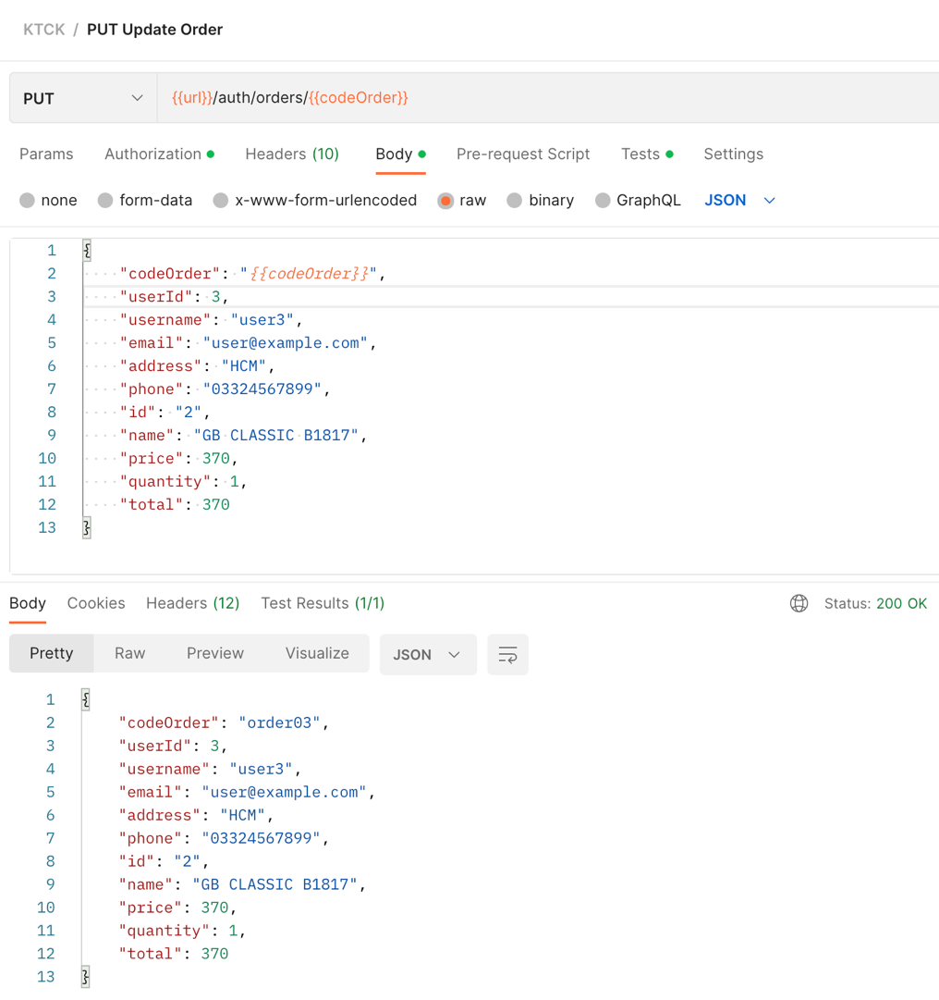 KTCK / PUT Update Order
PUT {{url}}/auth/orders/{{codeOrder}}
Params Authorization Headers (10) Body Pre-request Script Tests Settings
none form-data x-www-form-urlencoded raw binary GraphQL JSON
1 {
2 "codeOrder": "{{codeOrder}}",
3 "userId": 3,
4 "username": "user3",
5 "email": "user@example.com",
6 "address": "HCM",
7 "phone": "03324567899",
8 "id": "2",
9 "name": "GB CLASSIC B1817",
10 "price": 370,
11 "quantity": 1,
12 "total": 370
13 }
Body Cookies Headers (12) Test Results (1/1) Status: 200 OK
Pretty Raw Preview Visualize JSON
1 {
2 "codeOrder": "order03",
3 "userId": 3,
4 "username": "user3",
5 "email": "user@example.com",
6 "address": "HCM",
7 "phone": "03324567899",
8 "id": "2",
9 "name": "GB CLASSIC B1817",
10 "price": 370,
11 "quantity": 1,
12 "total": 370
13 }